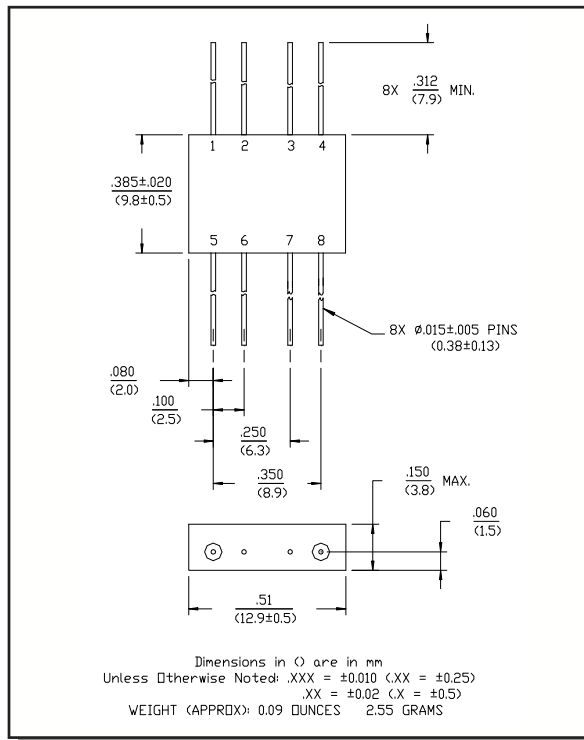 8X .312 MIN.
(7.9)
1 2 3 4
.385±.020
(9.8±0.5)
5 6 7 8
8X Ø.015±.005 PINS
(0.38±0.13)
.080
(2.0)
.100
(2.5)
.250
(6.3)
.350
(8.9)
.150 MAX.
(3.8)
.060
(1.5)
.51
(12.9±0.5)
Dimensions in () are in mm
Unless Otherwise Noted: .XXX = ±0.010 (.XX = ±0.25)
.XX = ±0.02 (.X = ±0.5)
WEIGHT (APPROX): 0.09 OUNCES 2.55 GRAMS